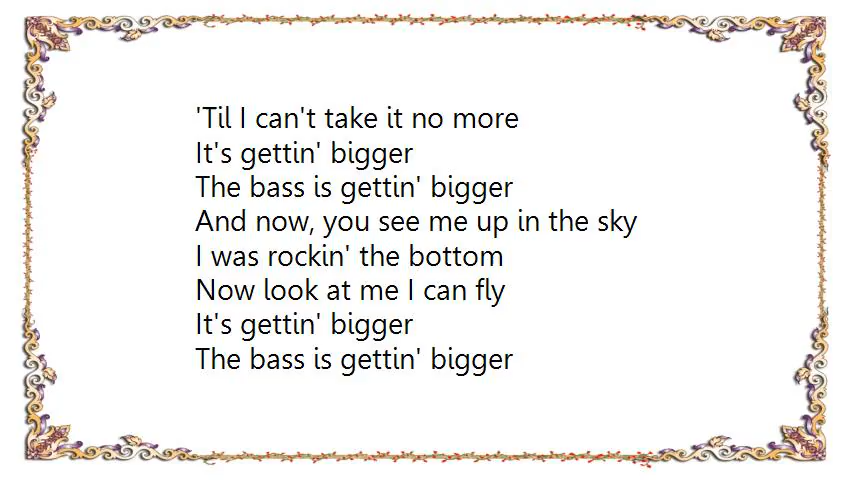 'Til I can't take it no more
It's gettin' bigger
The bass is gettin' bigger
And now, you see me up in the sky
I was rockin' the bottom
Now look at me I can fly
It's gettin' bigger
The bass is gettin' bigger